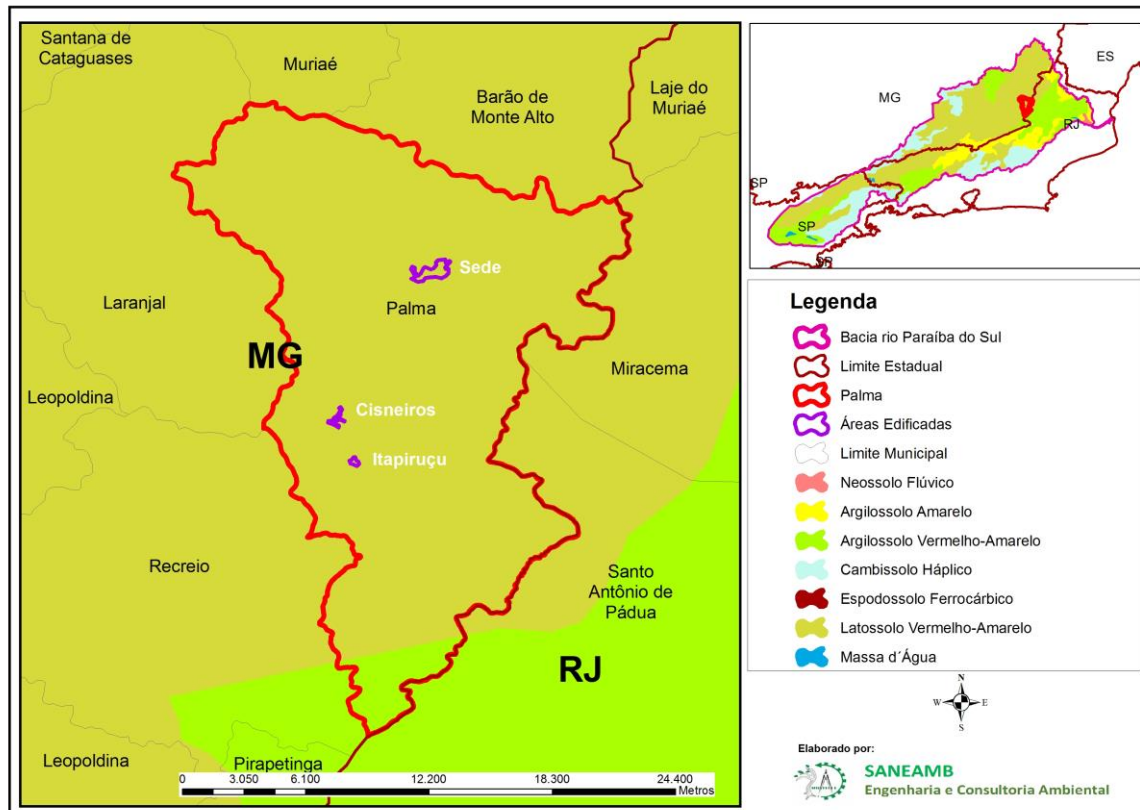 Santana de
Cataguases
Muriaé
Barão de
Monte Alto
Laje do
Muriaé
Sede
Laranjal
Palma
MG
Miracema
Leopoldina
Cisneiros
Itapiruçu
Recreio
Santo
Antônio de
Pádua
RJ
Leopoldina
Pirapetinga
0 3.050 6.100 12.200 18.300 24.400
Metros
ES
MG
RJ
SP
SP
SP
Legenda
Bacia rio Paraíba do Sul
Limite Estadual
Palma
Áreas Edificadas
Limite Municipal
Neossolo Flúvico
Argilossolo Amarelo
Argilossolo Vermelho-Amarelo
Cambissolo Háplico
Espodossolo Ferrocárbico
Latossolo Vermelho-Amarelo
Massa d´Água
N
W E
S
Elaborado por:
SANEAMB
Engenharia e Consultoria Ambiental